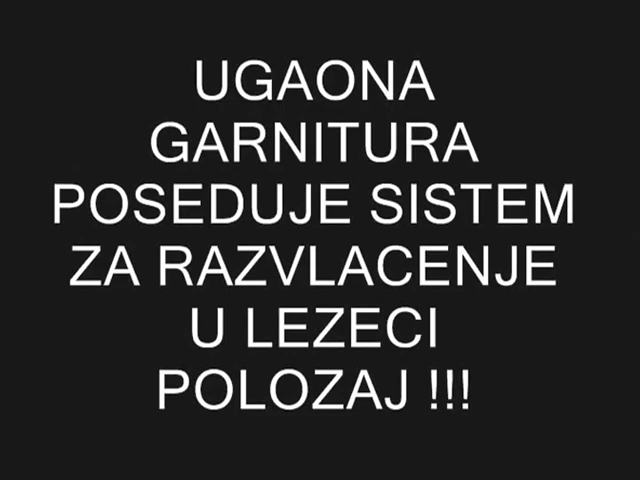 UGAONA
GARNITURA
POSEDUJE SISTEM
ZA RAZVLACENJE
U LEZECI
POLOZAJ !!!